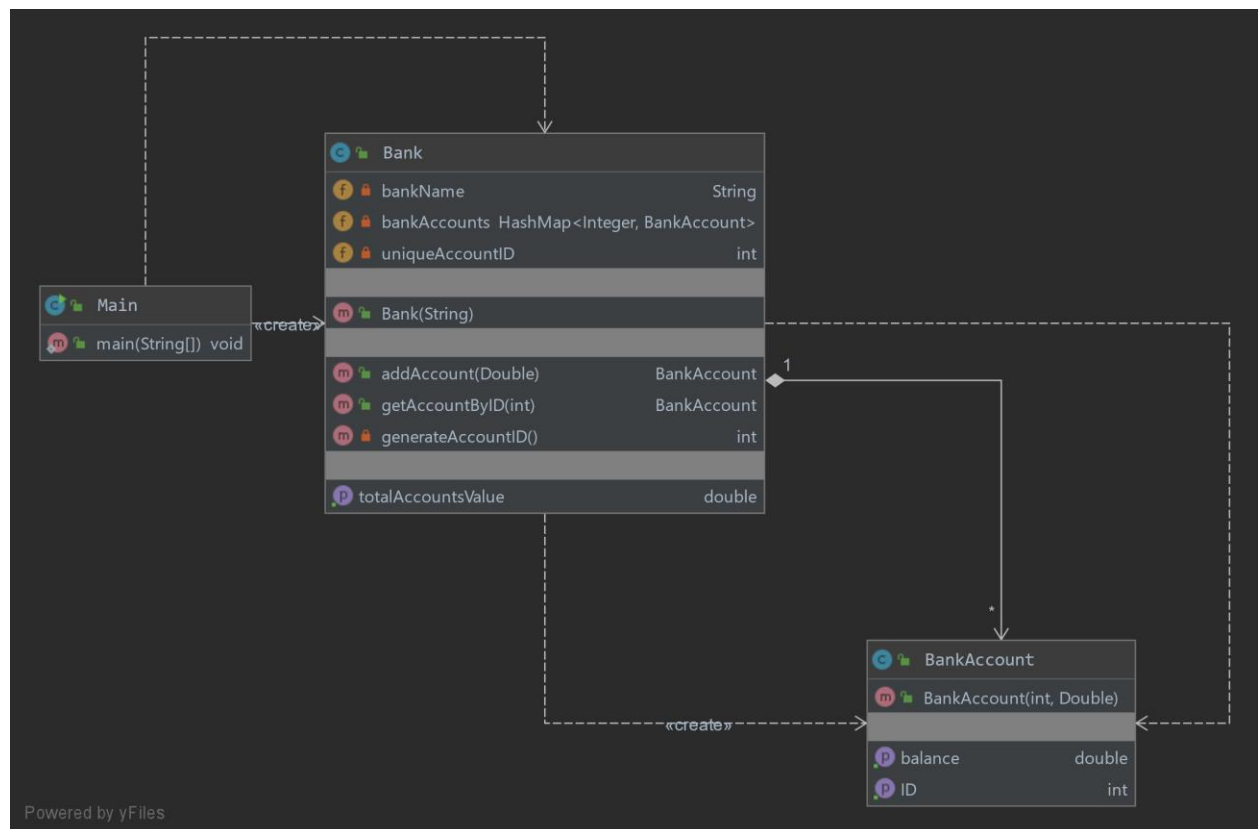 Bank
bankName String
bankAccounts HashMap<Integer, BankAccount>
uniqueAccountID int
Bank(String)
addAccount(Double) BankAccount
getAccountByID(int) BankAccount
generateAccountID() int
totalAccountsValue double
Main
main(String[]) void
«create»
1
*
«create»
BankAccount
BankAccount(int, Double)
balance double
ID int
Powered by yFiles